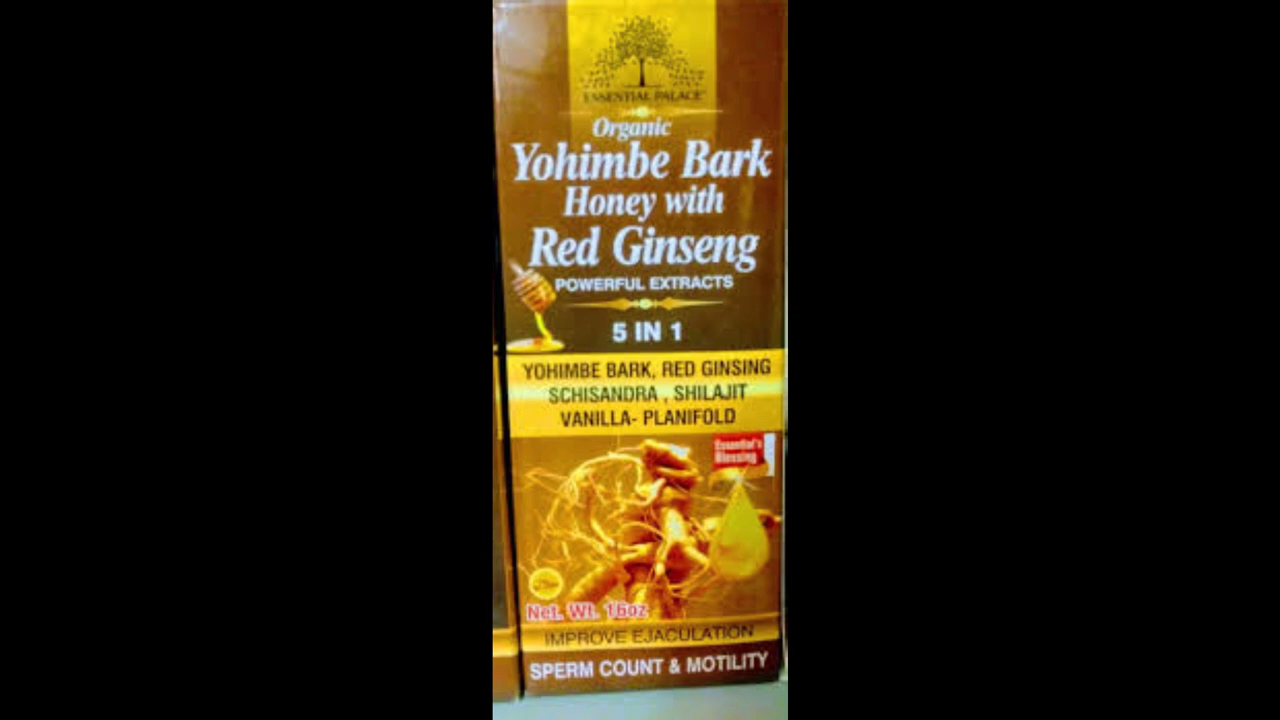 ESSENTIAL PALACE
Organic
Yohimbe Bark
Honey with
Red Ginseng
POWERFUL EXTRACTS
5 IN 1
YOHIMBE BARK, RED GINSING
SCHISANDRA , SHILAJIT
VANILLA- PLANIFOLD
Essential's
Blessing
Net. Wt. 16oz
IMPROVE EJACULATION
SPERM COUNT & MOTILITY